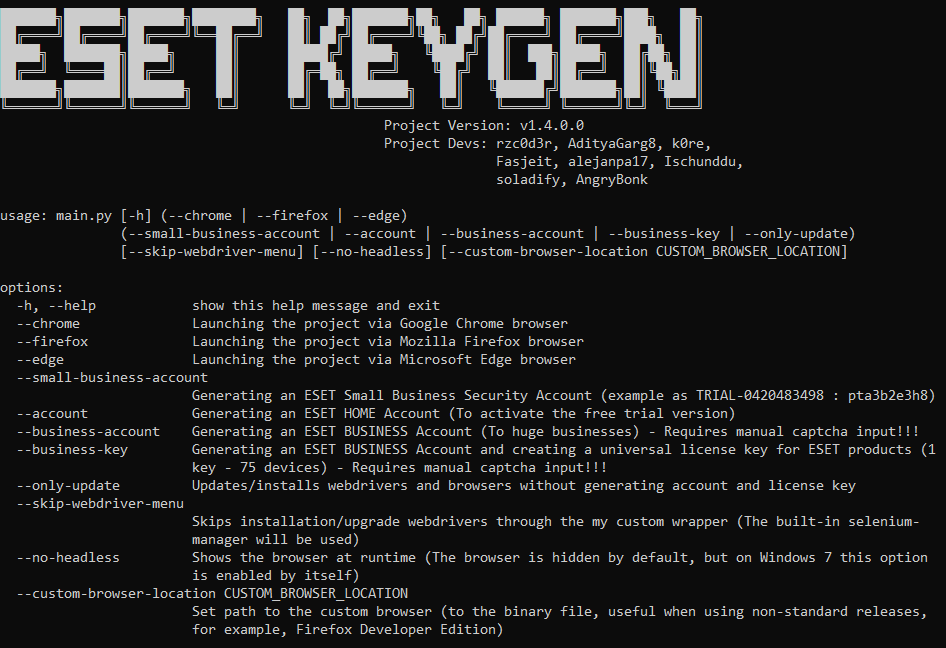 ESET KEYGEN
Project Version: v1.4.0.0
Project Devs: rzc0d3r, AdityaGarg8, k0re,
Fasjeit, alejanpa17, Ischunddu,
soladify, AngryBonk
usage: main.py [-h] (--chrome | --firefox | --edge)
(--small-business-account | --account | --business-account | --business-key | --only-update)
[--skip-webdriver-menu] [--no-headless] [--custom-browser-location CUSTOM_BROWSER_LOCATION]
options:
-h, --help show this help message and exit
--chrome Launching the project via Google Chrome browser
--firefox Launching the project via Mozilla Firefox browser
--edge Launching the project via Microsoft Edge browser
--small-business-account
Generating an ESET Small Business Security Account (example as TRIAL-0420483498 : pta3b2e3h8)
--account Generating an ESET HOME Account (To activate the free trial version)
--business-account Generating an ESET BUSINESS Account (To huge businesses) - Requires manual captcha input!!!
--business-key Generating an ESET BUSINESS Account and creating a universal license key for ESET products (1
key - 75 devices) - Requires manual captcha input!!!
--only-update Updates/installs webdrivers and browsers without generating account and license key
--skip-webdriver-menu
Skips installation/upgrade webdrivers through the my custom wrapper (The built-in selenium-
manager will be used)
--no-headless Shows the browser at runtime (The browser is hidden by default, but on Windows 7 this option
is enabled by itself)
--custom-browser-location CUSTOM_BROWSER_LOCATION
Set path to the custom browser (to the binary file, useful when using non-standard releases,
for example, Firefox Developer Edition)